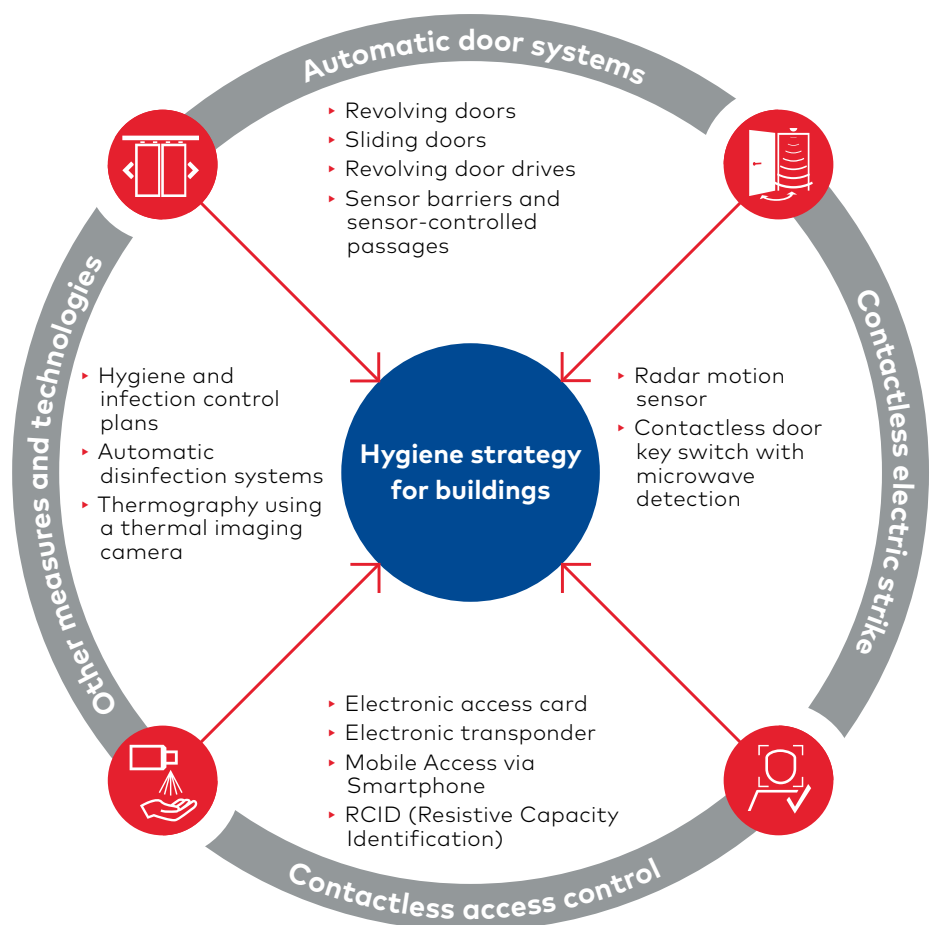 Automatic door systems
‣ Revolving doors
‣ Sliding doors
‣ Revolving door drives
‣ Sensor barriers and
sensor-controlled
passages
Contactless electric strike
‣ Radar motion
sensor
‣ Contactless door
key switch with
microwave
detection
Hygiene strategy
for buildings
Other measures and technologies
‣ Hygiene and
infection control
plans
‣ Automatic
disinfection systems
‣ Thermography using
a thermal imaging
camera
‣ Electronic access card
‣ Electronic transponder
‣ Mobile Access via
Smartphone
‣ RCID (Resistive Capacity
Identification)
Contactless access control